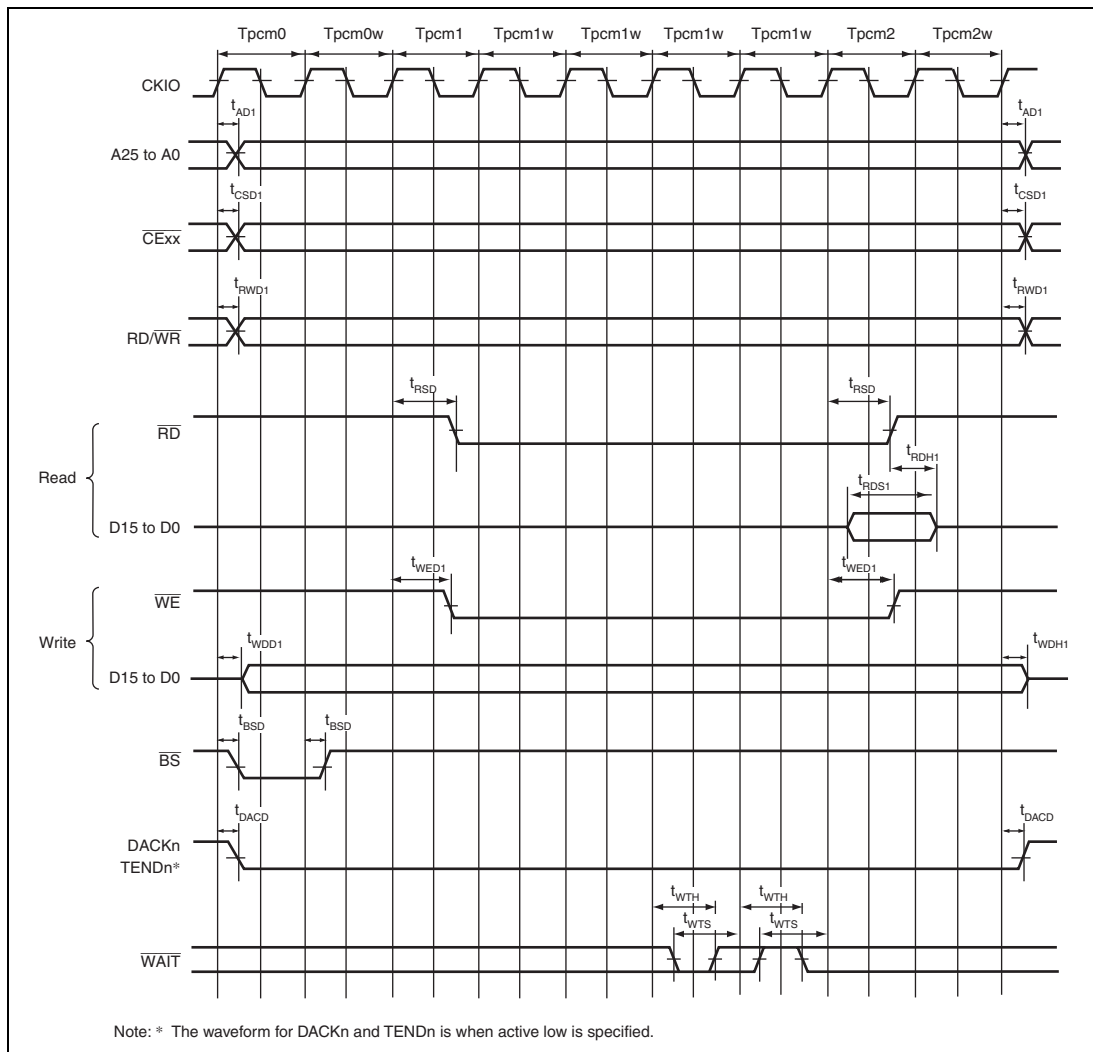 Tpcm0 Tpcm0w Tpcm1 Tpcm1w Tpcm1w Tpcm1w Tpcm1w Tpcm2 Tpcm2w
CKIO
tAD1 tAD1
A25 to A0
tCSD1 tCSD1
CExx
tRWD1 tRWD1
RD/WR
tRSD tRSD
RD
tRDH1
Read
tRDS1
D15 to D0
tWED1 tWED1
WE
Write
tWDD1 tWDH1
D15 to D0
tBSD tBSD
BS
tDACD tDACD
DACKn
TENDn*
tWTH tWTH
tWTS tWTS
WAIT
Note: * The waveform for DACKn and TENDn is when active low is specified.